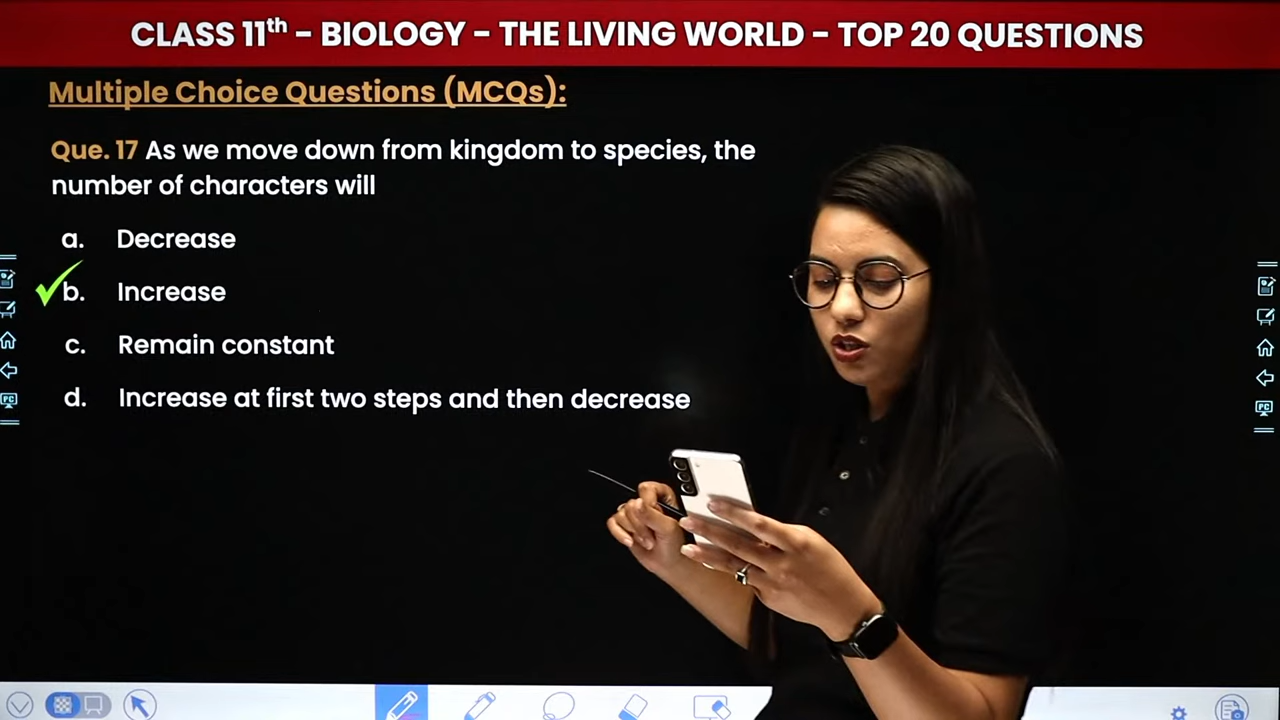 CLASS 11th – BIOLOGY – THE LIVING WORLD – TOP 20 QUESTIONS
Multiple Choice Questions (MCQs):
Que. 17 As we move down from kingdom to species, the
number of characters will
a. Decrease
b. Increase
c. Remain constant
d. Increase at first two steps and then decrease
PC
PC